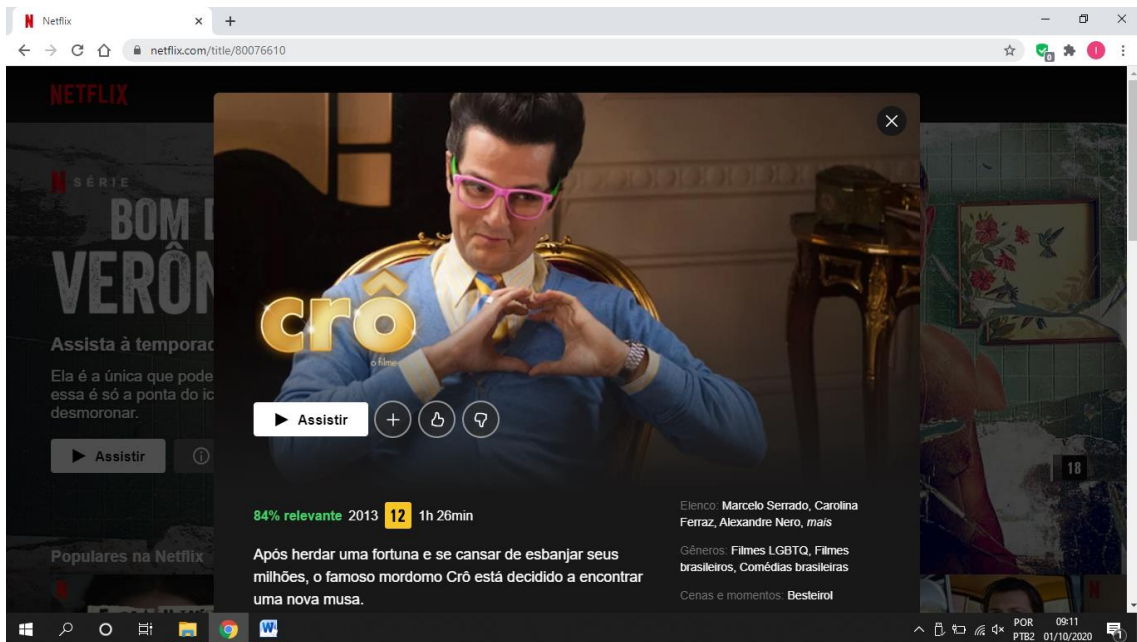 Netflix
netflix.com/title/80076610
NETFLIX
SÉRIE
BOM
VERÔN
Assista à temporad
Ela é a única que pode
essa é só a ponta do ic
desmoronar.
Assistir
Populares na Netflix
crô
o filme
Assistir
84% relevante 2013 12 1h 26min
Após herdar uma fortuna e se cansar de esbanjar seus
milhões, o famoso mordomo Crô está decidido a encontrar
uma nova musa.
Elenco: Marcelo Serrado, Carolina
Ferraz, Alexandre Nero, mais
Gêneros: Filmes LGBTQ, Filmes
brasileiros, Comédias brasileiras
Cenas e momentos: Besteirol
18
POR
PTB2
09:11
01/10/2020